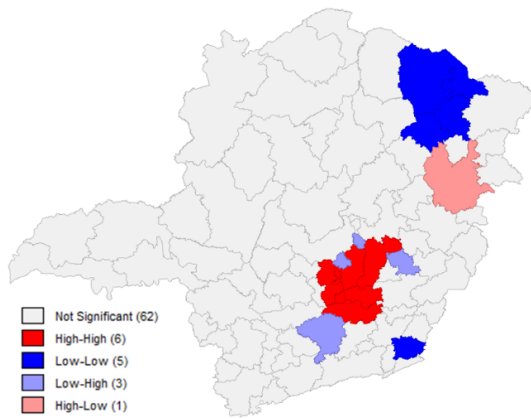 Not Significant (62)
High-High (6)
Low-Low (5)
Low-High (3)
High-Low (1)